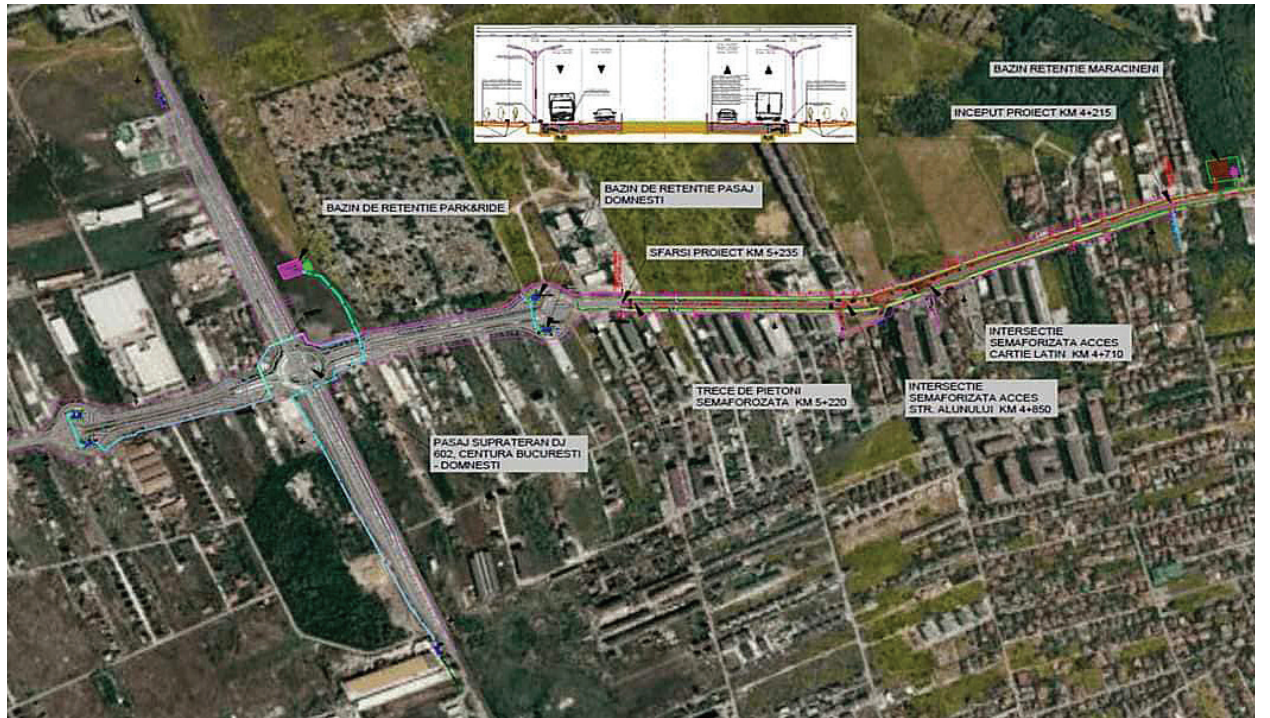 BAZIN RETENTIE MARACINENI
INCEPUT PROIECT KM 4+215
BAZIN DE RETENTIE PASAJ
DOMNESTI
BAZIN DE RETENTIE PARK&RIDE
SFARSI PROIECT KM 5+235
INTERSECTIE
SEMAFORIZATA ACCES
CARTIE LATIN KM 4+710
TRECE DE PIETONI
SEMAFOROZATA KM 5+220
INTERSECTIE
SEMAFORIZATA ACCES
STR. ALUNULUI KM 4+850
PASAJ SUPRATERAN DJ
602, CENTURA BUCURESTI
- DOMNESTI